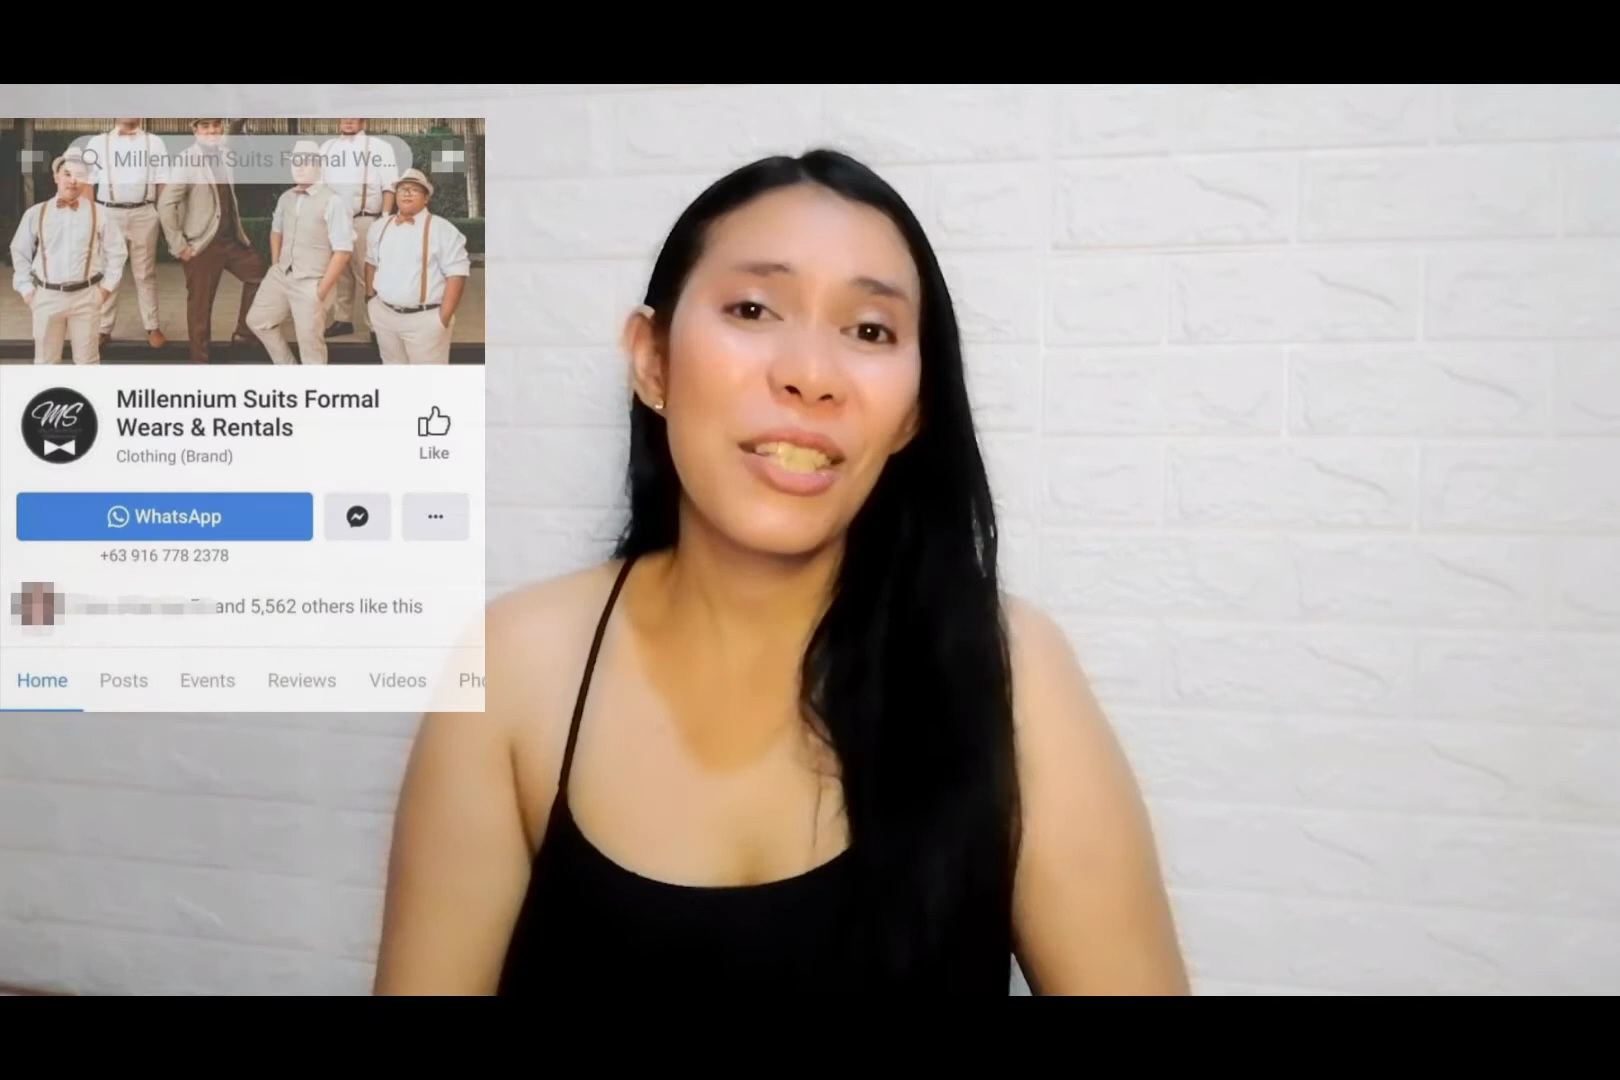 Millennium Suits Formal We...
MS
Millennium Suits Formal
Wears & Rentals
Clothing (Brand)
Like
WhatsApp
+63 916 778 2378
and 5,562 others like this
Home Posts Events Reviews Videos Pho